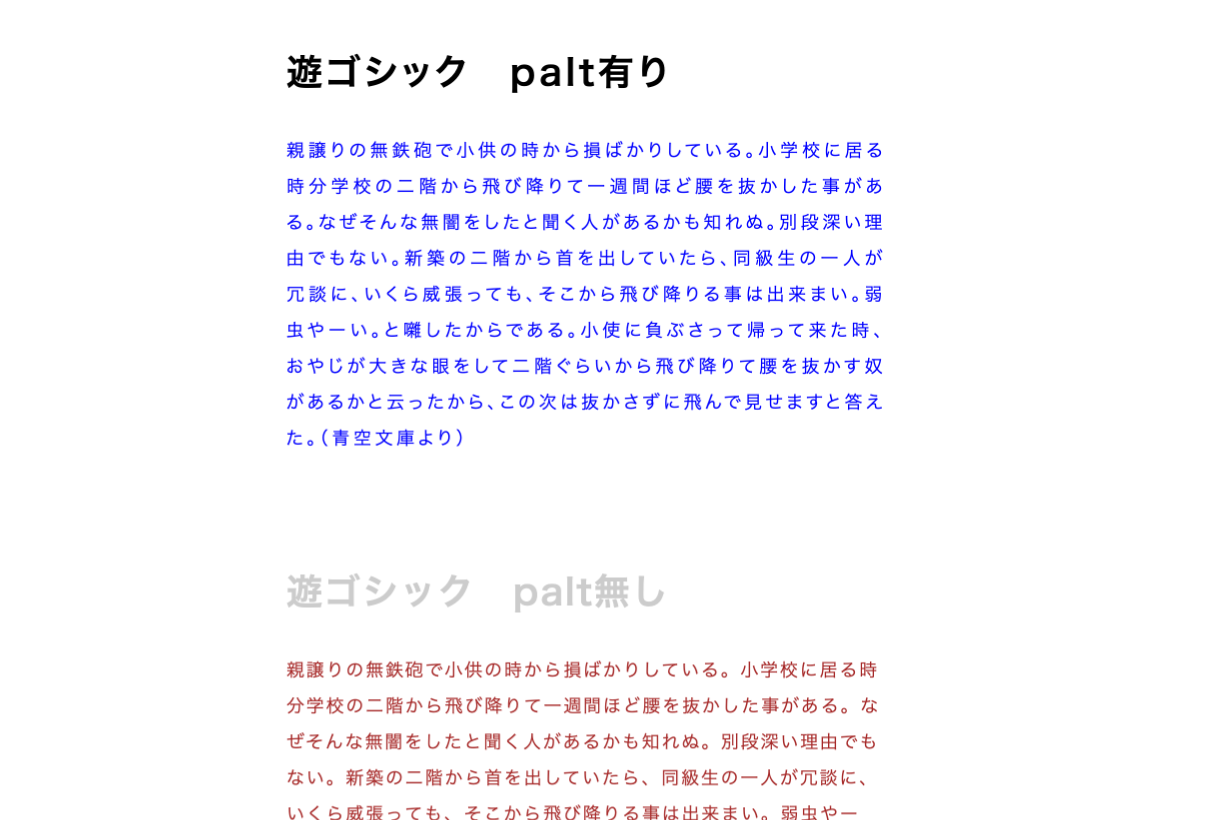 遊ゴシック　palt有り
親譲りの無鉄砲で小供の時から損ばかりしている。小学校に居る
時分学校の二階から飛び降りて一週間ほど腰を抜かした事があ
る。なぜそんな無闇をしたと聞く人があるかも知れぬ。別段深い理
由でもない。新築の二階から首を出していたら、同級生の一人が
冗談に、いくら威張っても、そこから飛び降りる事は出来まい。弱
虫やーい。と囃したからである。小使に負ぶさって帰って来た時、
おやじが大きな眼をして二階ぐらいから飛び降りて腰を抜かす奴
があるかと云ったから、この次は抜かさずに飛んで見せますと答え
た。（青空文庫より）
遊ゴシック　palt無し
親譲りの無鉄砲で小供の時から損ばかりしている。小学校に居る時
分学校の二階から飛び降りて一週間ほど腰を抜かした事がある。な
ぜそんな無闇をしたと聞く人があるかも知れぬ。別段深い理由でも
ない。新築の二階から首を出していたら、同級生の一人が冗談に、
いくら威張っても、そこから飛び降りる事は出来まい。弱虫やー